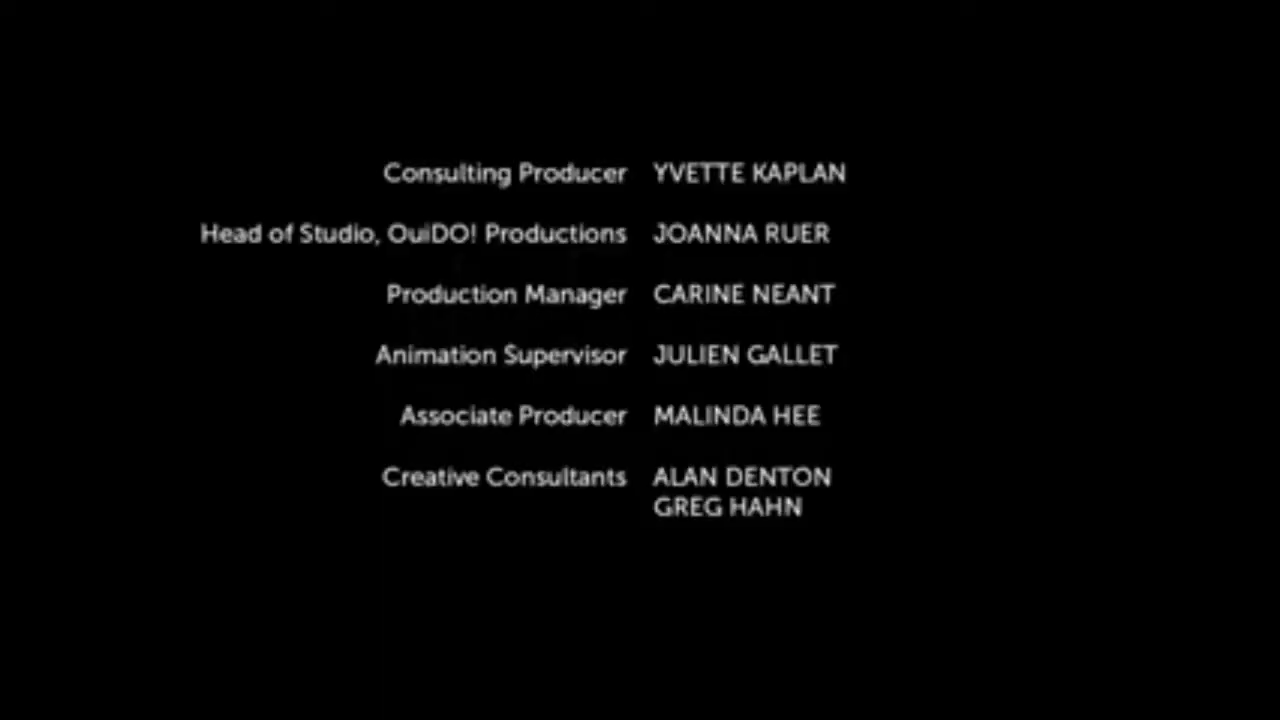 Consulting Producer YVETTE KAPLAN
Head of Studio, OuiDO! Productions JOANNA RUER
Production Manager CARINE NEANT
Animation Supervisor JULIEN GALLET
Associate Producer MALINDA HEE
Creative Consultants ALAN DENTON
GREG HAHN